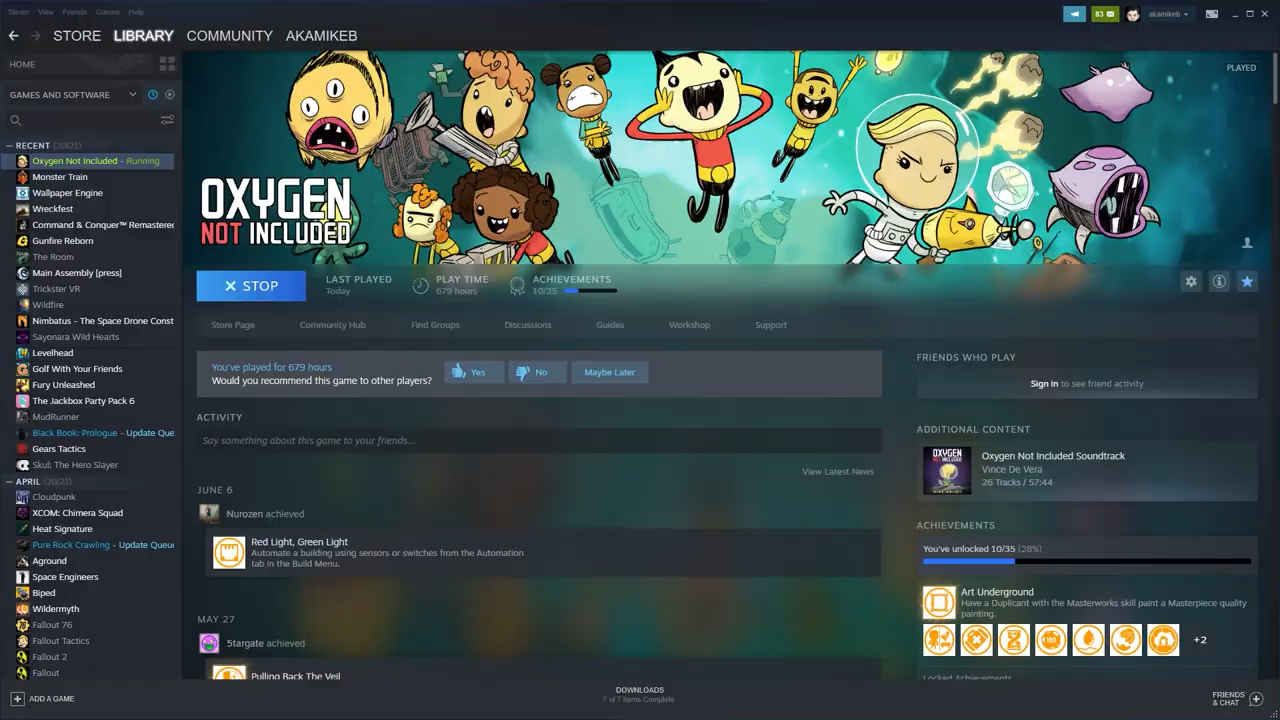 Steam View Friends Games Help
83
akamikeb
STORE LIBRARY COMMUNITY AKAMIKEB
HOME
GAMES AND SOFTWARE
RECENT (20/21)
Oxygen Not Included - Running
Monster Train
Wallpaper Engine
Wreckfest
Command & Conquer™ Remastered
Gunfire Reborn
The Room
Main Assembly [press]
Trickster VR
Wildfire
Nimbatus - The Space Drone Const
Sayonara Wild Hearts
Levelhead
Golf With Your Friends
Fury Unleashed
The Jackbox Party Pack 6
MudRunner
Black Book: Prologue - Update Que
Gears Tactics
Skul: The Hero Slayer
APRIL (20/21)
Cloudpunk
XCOM: Chimera Squad
Heat Signature
Pure Rock Crawling - Update Queu
Aground
Space Engineers
Biped
Wildermyth
Fallout 76
Fallout Tactics
Fallout 2
Fallout
ADD A GAME
PLAYED
OXYGEN
NOT INCLUDED
STOP
LAST PLAYED
Today
PLAY TIME
679 hours
ACHIEVEMENTS
10/35
Store Page Community Hub Find Groups Discussions Guides Workshop Support
You've played for 679 hours
Would you recommend this game to other players?
Yes No Maybe Later
ACTIVITY
Say something about this game to your friends...
View Latest News
JUNE 6
Nurozen achieved
Red Light, Green Light
Automate a building using sensors or switches from the Automation
tab in the Build Menu.
MAY 27
5targate achieved
Pulling Back The Veil
FRIENDS WHO PLAY
Sign in to see friend activity
ADDITIONAL CONTENT
OXYGEN
NOT INCLUDED
Oxygen Not Included Soundtrack
Vince De Vera
26 Tracks / 57:44
ACHIEVEMENTS
You've unlocked 10/35 (28%)
Art Underground
Have a Duplicant with the Masterworks skill paint a Masterpiece quality
painting.
x100
+2
Locked Achievements
DOWNLOADS
7 of 7 Items Complete
FRIENDS
& CHAT